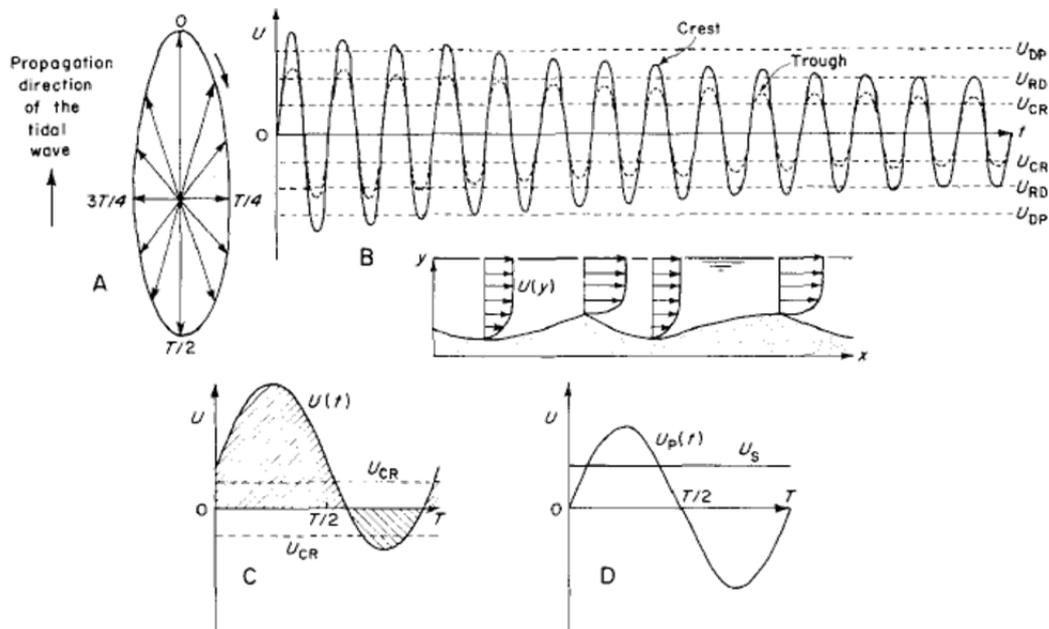 A
O
Propagation
direction
of the
tidal
wave
3T/4
T/4
T/2
B
U
O
Crest
Trough
U_DP
U_RD
U_CR
t
U_CR
U_RD
U_DP
y
U(y)
x
C
U
U(t)
U_CR
O
T/2
T
U_CR
D
U
U_P(t)
U_S
O
T/2
T